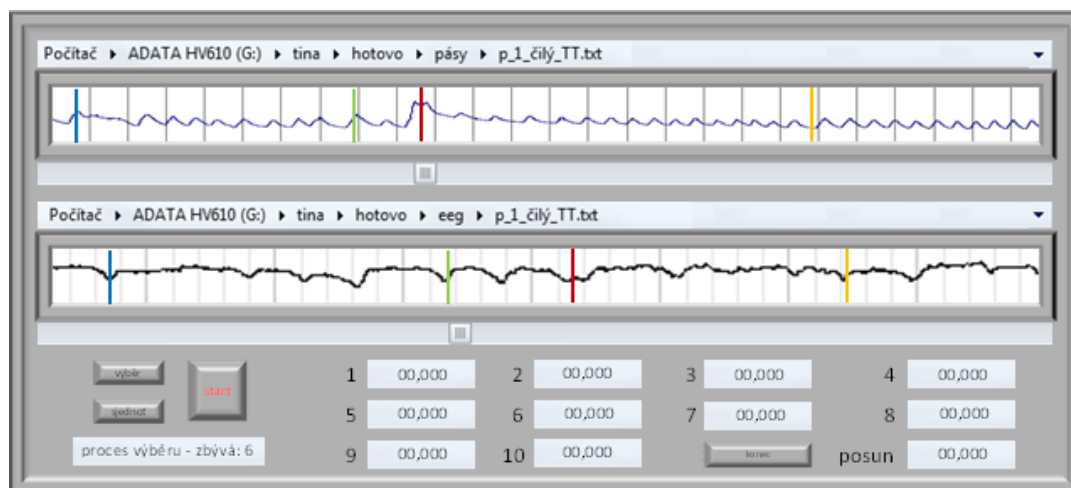 Počítač ▸ ADATA HV610 (G:) ▸ tina ▸ hotovo ▸ pásy ▸ p_1_čilý_TT.txt
Počítač ▸ ADATA HV610 (G:) ▸ tina ▸ hotovo ▸ eeg ▸ p_1_čilý_TT.txt
výběr start 1 00,000 2 00,000 3 00,000 4 00,000
sjednoť 5 00,000 6 00,000 7 00,000 8 00,000
proces výběru - zbývá: 6 9 00,000 10 00,000 konec posun 00,000